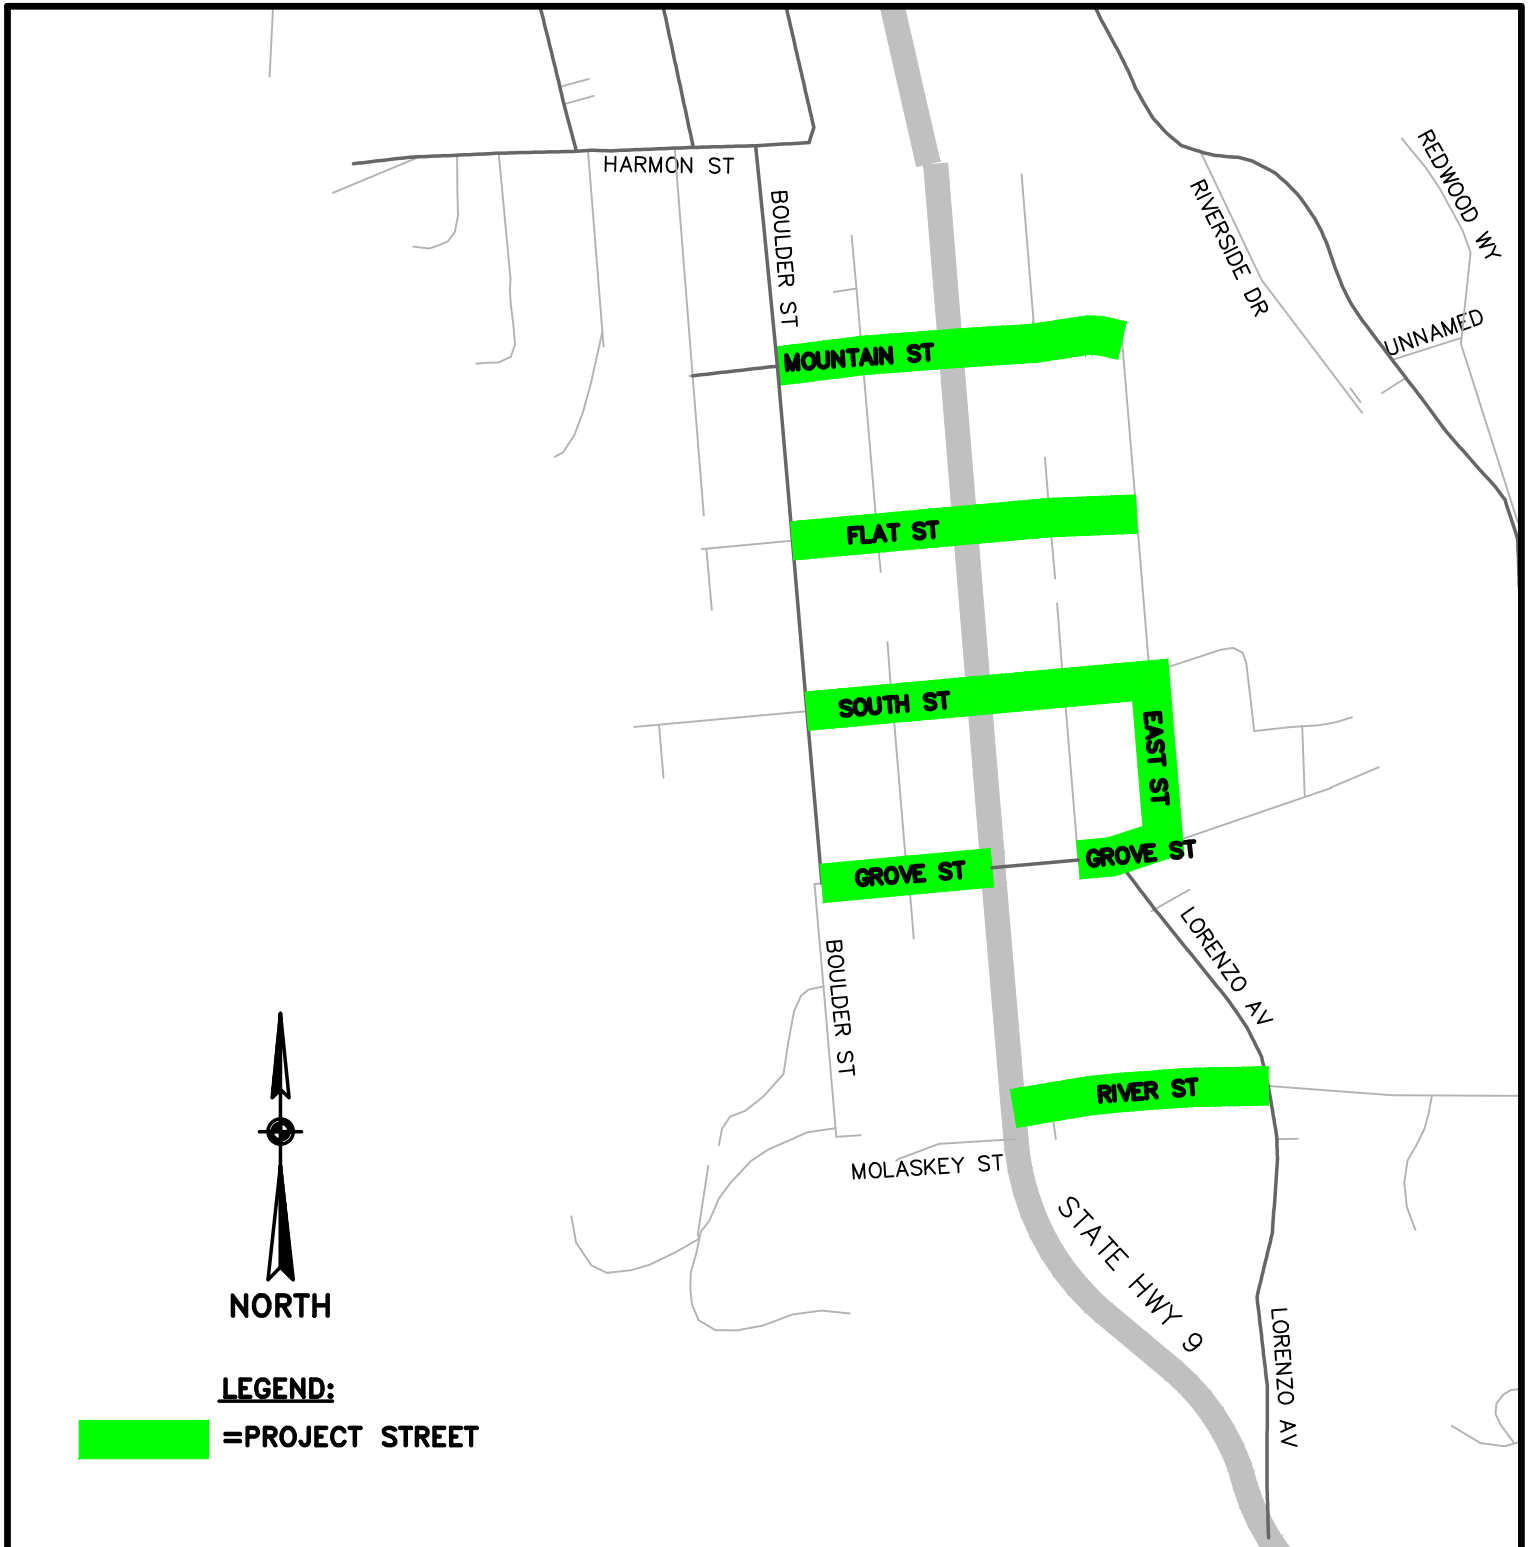 HARMON ST
REDWOOD WY
RIVERSIDE DR
BOULDER ST
UNNAMED
MOUNTAIN ST
FLAT ST
SOUTH ST
EAST ST
GROVE ST
GROVE ST
LORENZO AV
BOULDER ST
RIVER ST
MOLASKEY ST
STATE HWY 9
NORTH
LORENZO AV
LEGEND:
=PROJECT STREET